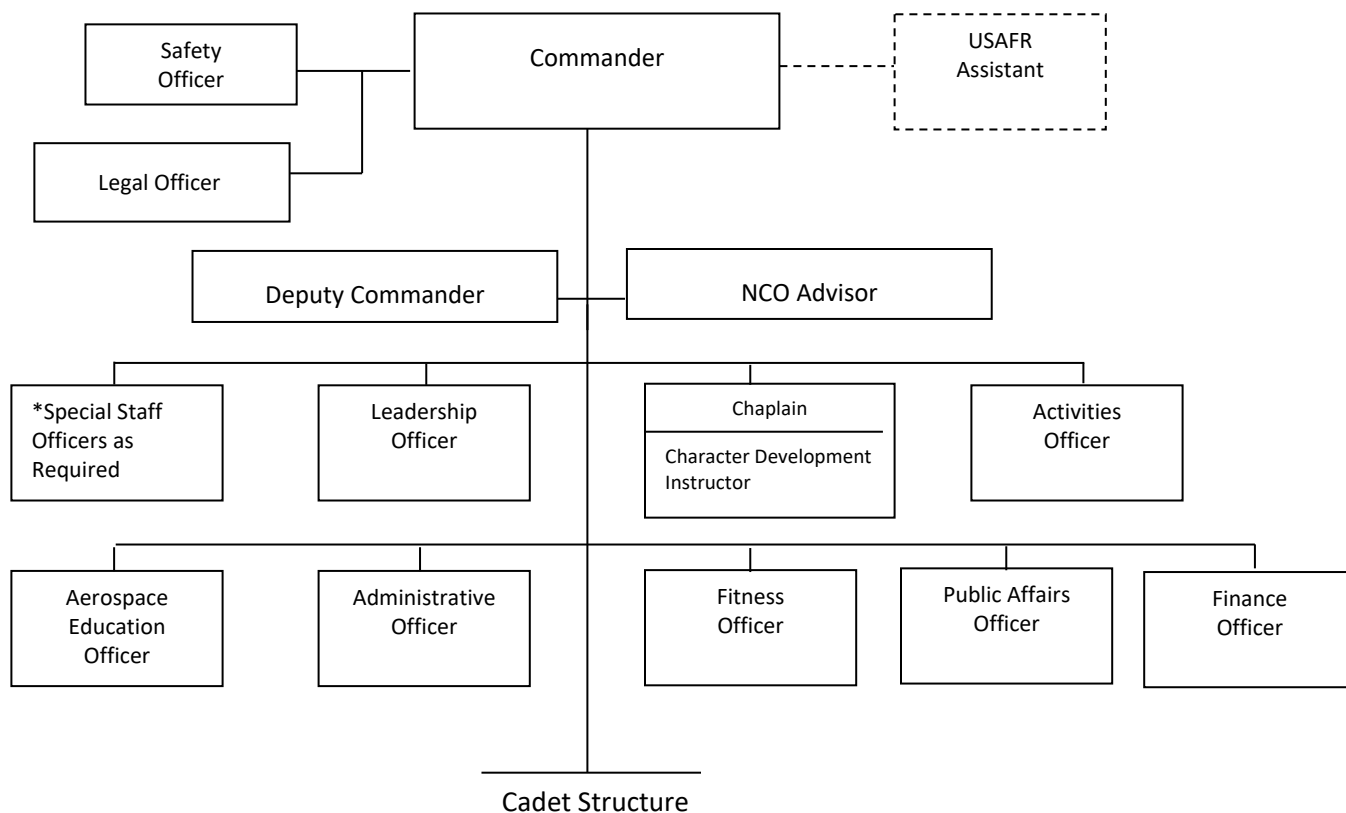 Safety
Officer
Commander
USAFR
Assistant
Legal Officer
Deputy Commander
NCO Advisor
*Special Staff
Officers as
Required
Leadership
Officer
Chaplain
Character Development
Instructor
Activities
Officer
Aerospace
Education
Officer
Administrative
Officer
Fitness
Officer
Public Affairs
Officer
Finance
Officer
Cadet Structure